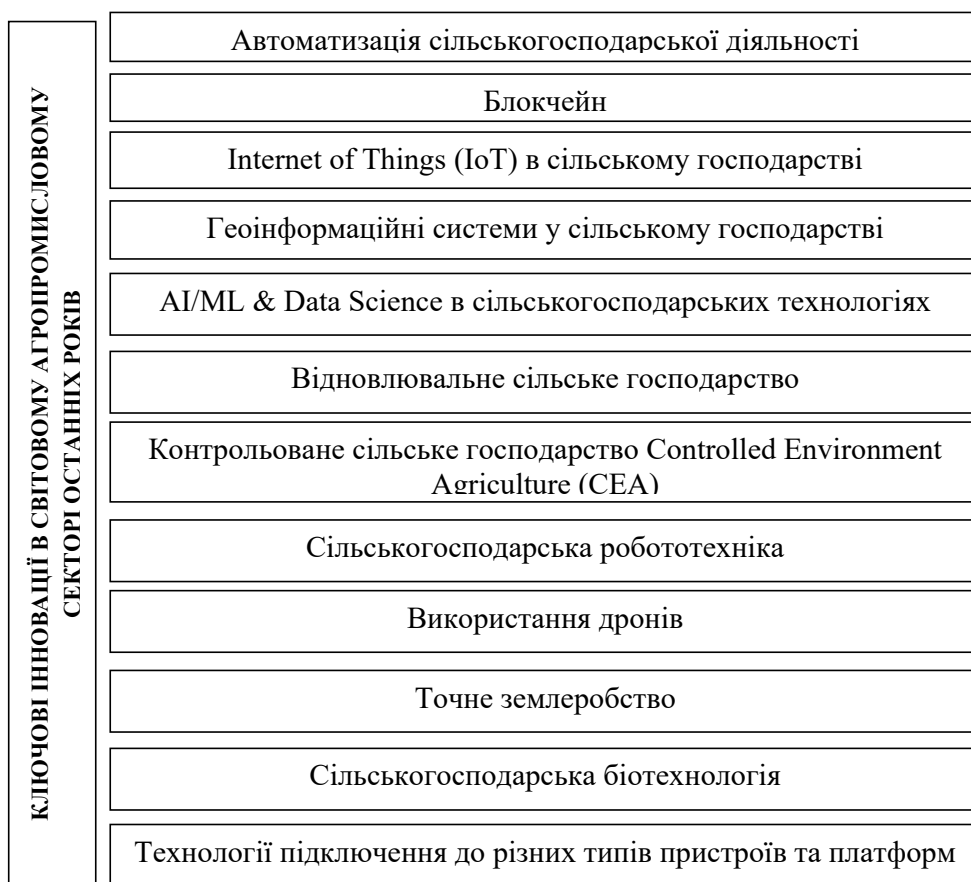 КЛЮЧОВІ ІННОВАЦІЇ В СВІТОВОМУ АГРОПРОМИСЛОВОМУ
СЕКТОРІ ОСТАННІХ РОКІВ
Автоматизація сільськогосподарської діяльності
Блокчейн
Internet of Things (IoT) в сільському господарстві
Геоінформаційні системи у сільському господарстві
AI/ML & Data Science в сільськогосподарських технологіях
Відновлювальне сільське господарство
Контрольоване сільське господарство Controlled Environment
Agriculture (CEA)
Сільськогосподарська робототехніка
Використання дронів
Точне землеробство
Сільськогосподарська біотехнологія
Технології підключення до різних типів пристроїв та платформ